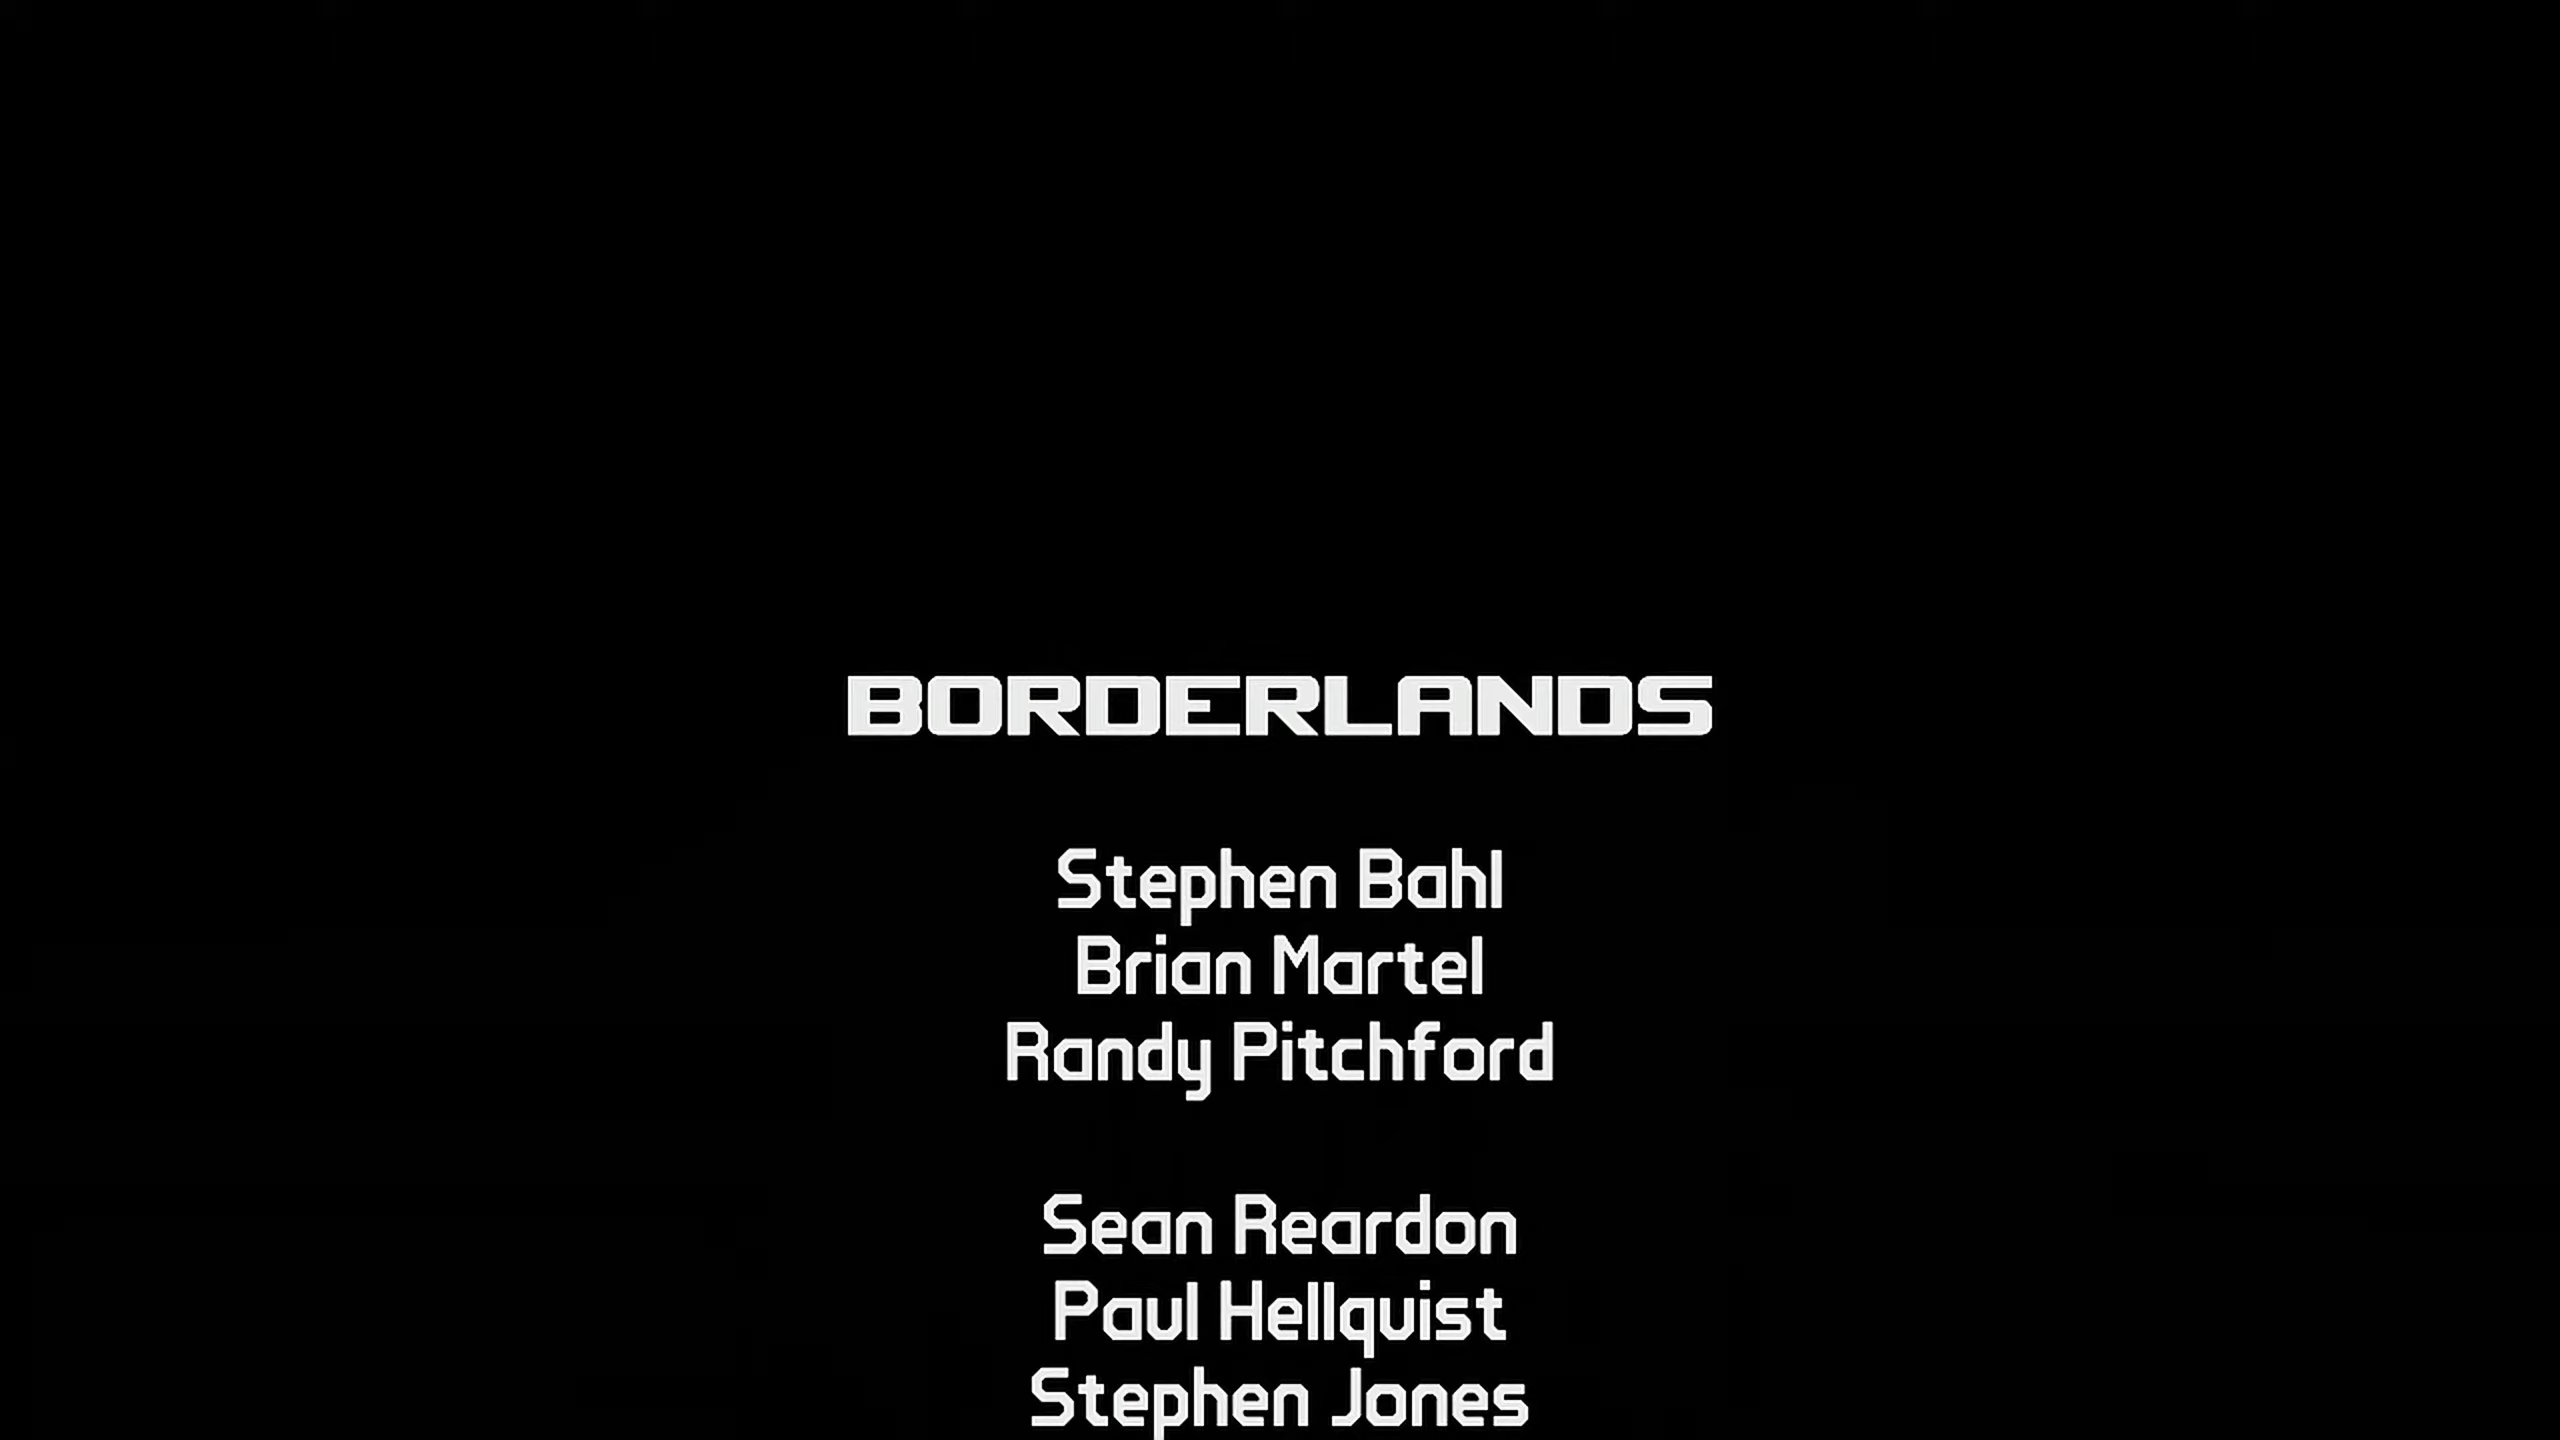 BORDERLANDS
Stephen Bahl
Brian Martel
Randy Pitchford
Sean Reardon
Paul Hellquist
Stephen Jones